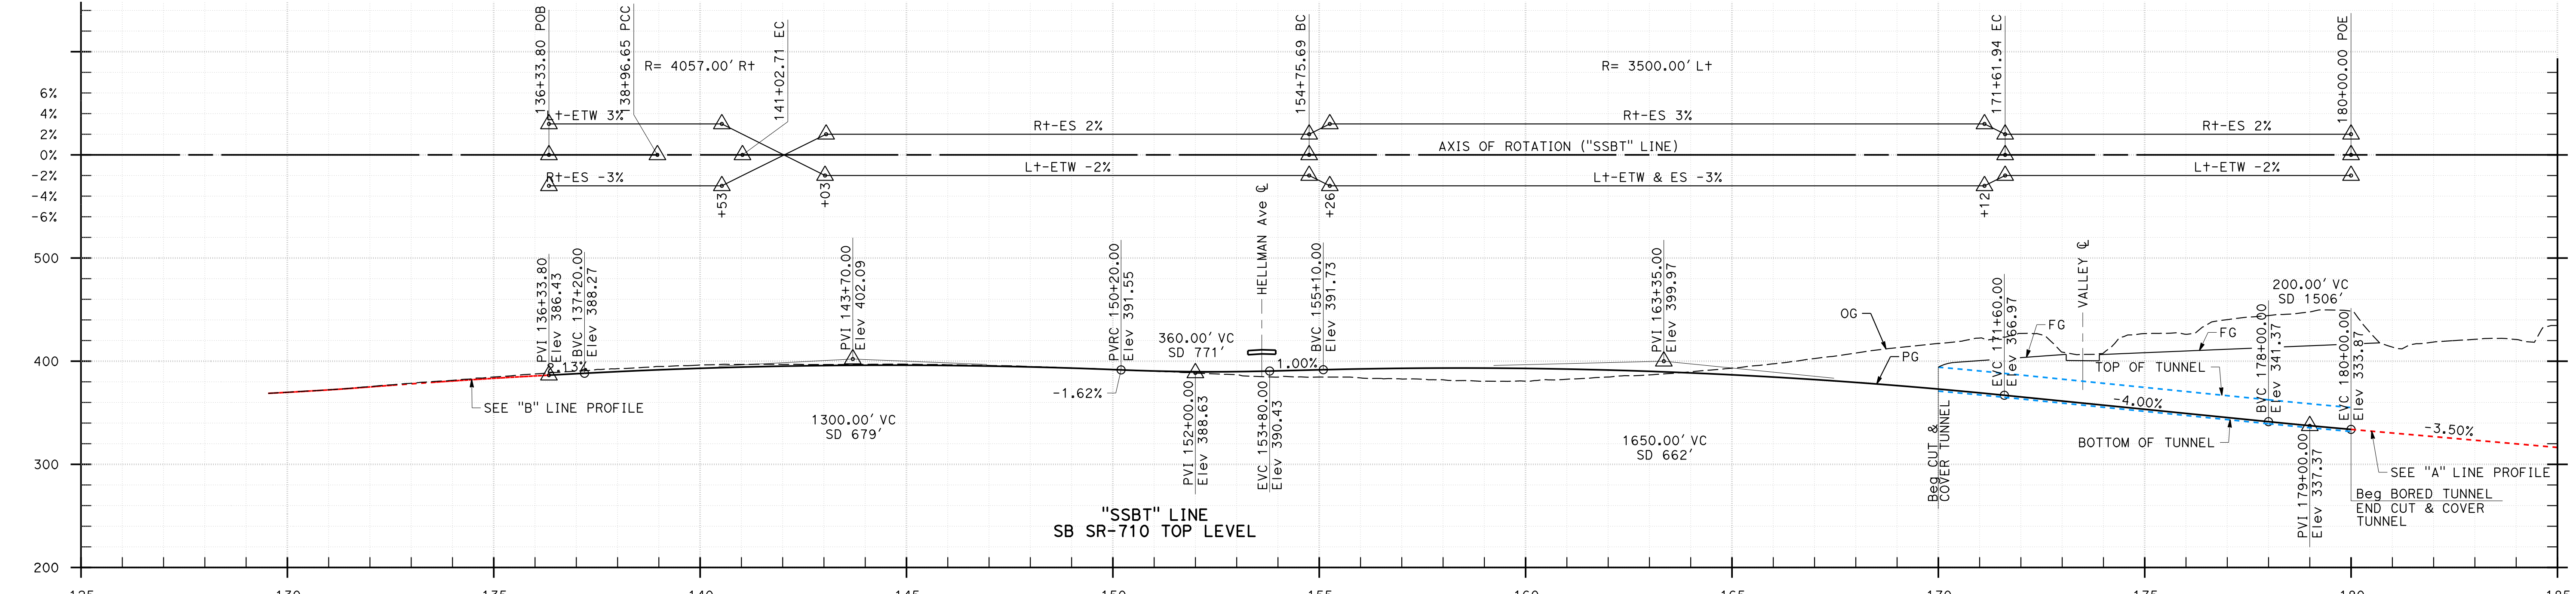 136+33.80 POB
138+96.65 PCC
R= 4057.00' Rt
141+02.71 EC
154+75.69 BC
R= 3500.00' Lt
171+61.94 EC
180+00.00 POE
6%
4%
2%
0%
-2%
-4%
-6%
Lt-ETW 3%
Rt-ES -3%
+53
+03
Rt-ES 2%
Lt-ETW -2%
+26
Rt-ES 3%
AXIS OF ROTATION ("SSBT" LINE)
Lt-ETW & ES -3%
+12
Rt-ES 2%
Lt-ETW -2%
500
400
300
200
PVI 136+33.80
Elev 386.43
BVC 137+20.00
Elev 388.27
2.13%
SEE "B" LINE PROFILE
PVI 143+70.00
Elev 402.09
1300.00' VC
SD 679'
PVRC 150+20.00
Elev 391.55
-1.62%
360.00' VC
SD 771'
PVI 152+00.00
Elev 388.63
HELLMAN Ave ℄
EVC 153+80.00
Elev 390.43
1.00%
BVC 155+10.00
Elev 391.73
PVI 163+35.00
Elev 399.97
1650.00' VC
SD 662'
OG
PG
Beg CUT &
COVER TUNNEL
EVC 171+60.00
Elev 366.97
FG
VALLEY ℄
FG
TOP OF TUNNEL
-4.00%
BOTTOM OF TUNNEL
200.00' VC
SD 1506'
BVC 178+00.00
Elev 341.37
PVI 179+00.00
Elev 337.37
EVC 180+00.00
Elev 333.87
-3.50%
SEE "A" LINE PROFILE
Beg BORED TUNNEL
END CUT & COVER
TUNNEL
"SSBT" LINE
SB SR-710 TOP LEVEL
125 130 135 140 145 150 155 160 165 170 175 180 185